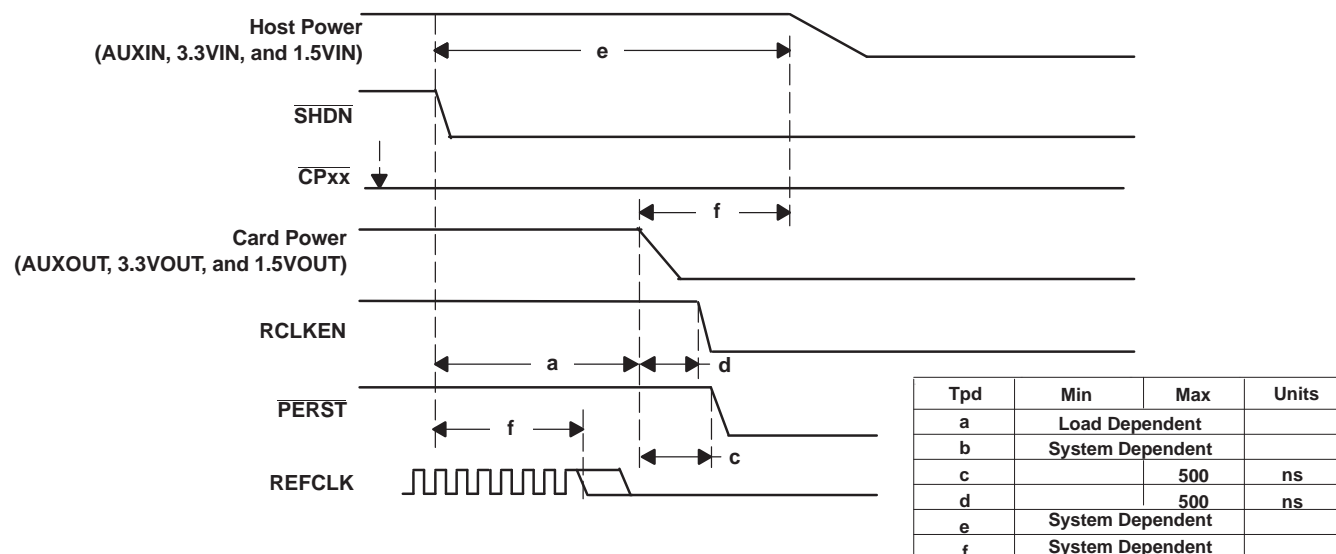 Host Power
(AUXIN, 3.3VIN, and 1.5VIN)
e
SHDN
CPxx
f
Card Power
(AUXOUT, 3.3VOUT, and 1.5VOUT)
RCLKEN
a
d
PERST
f
c
REFCLK
Tpd Min Max Units
a Load Dependent
b System Dependent
c 500 ns
d 500 ns
e System Dependent
f System Dependent